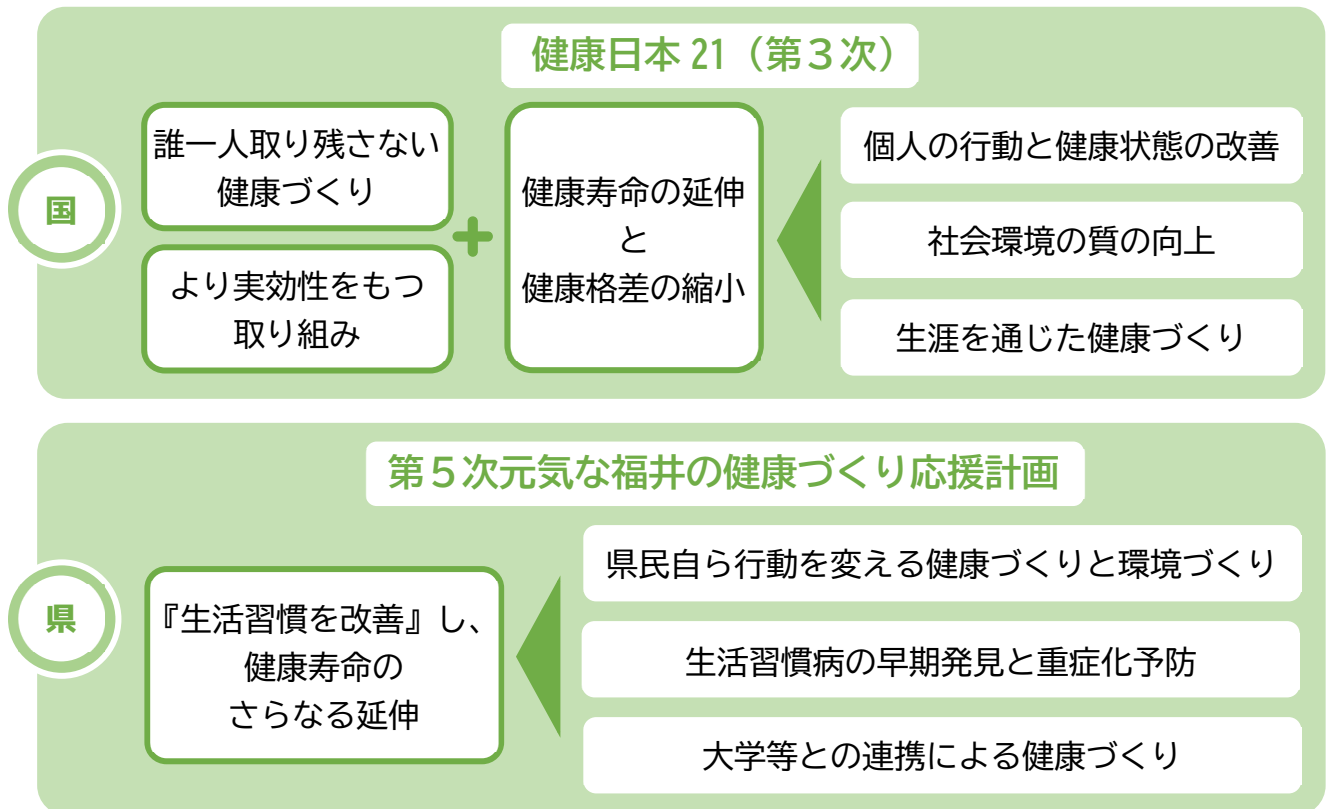 健康日本 21（第３次）
国
誰一人取り残さない
健康づくり
より実効性をもつ
取り組み
+
健康寿命の延伸
と
健康格差の縮小
個人の行動と健康状態の改善
社会環境の質の向上
生涯を通じた健康づくり
第５次元気な福井の健康づくり応援計画
県
『生活習慣を改善』し、
健康寿命の
さらなる延伸
県民自ら行動を変える健康づくりと環境づくり
生活習慣病の早期発見と重症化予防
大学等との連携による健康づくり